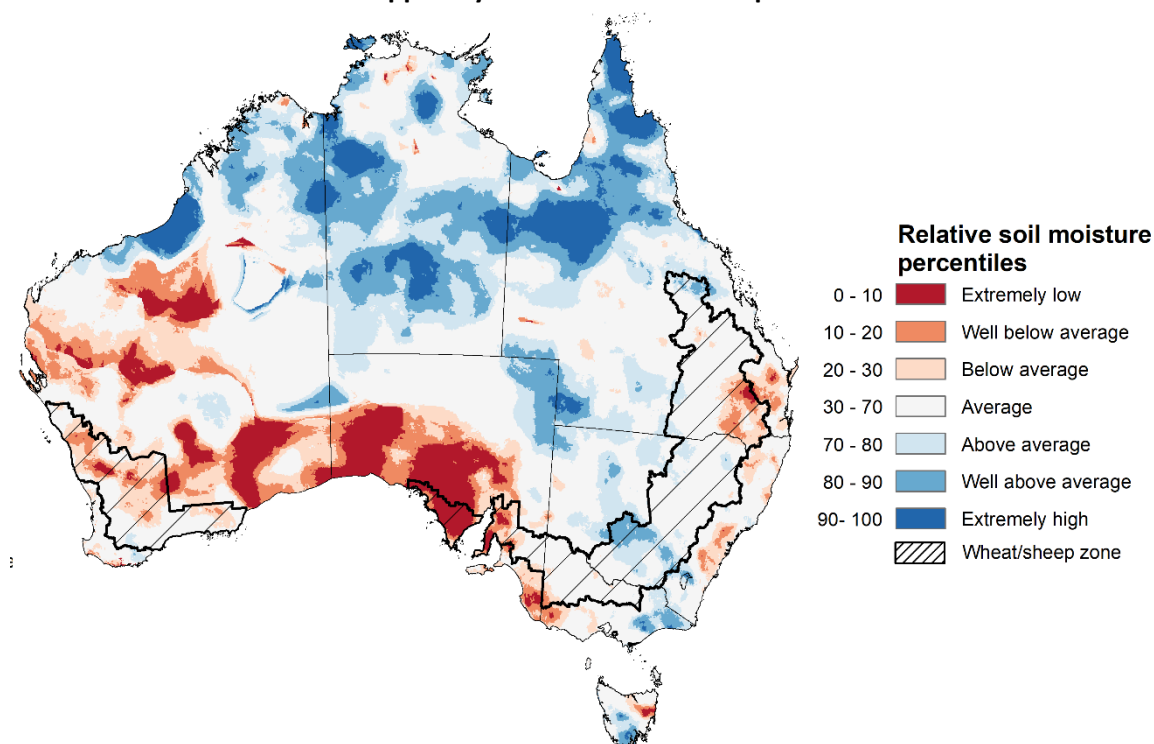 Relative soil moisture
percentiles
0 - 10 Extremely low
10 - 20 Well below average
20 - 30 Below average
30 - 70 Average
70 - 80 Above average
80 - 90 Well above average
90- 100 Extremely high
Wheat/sheep zone